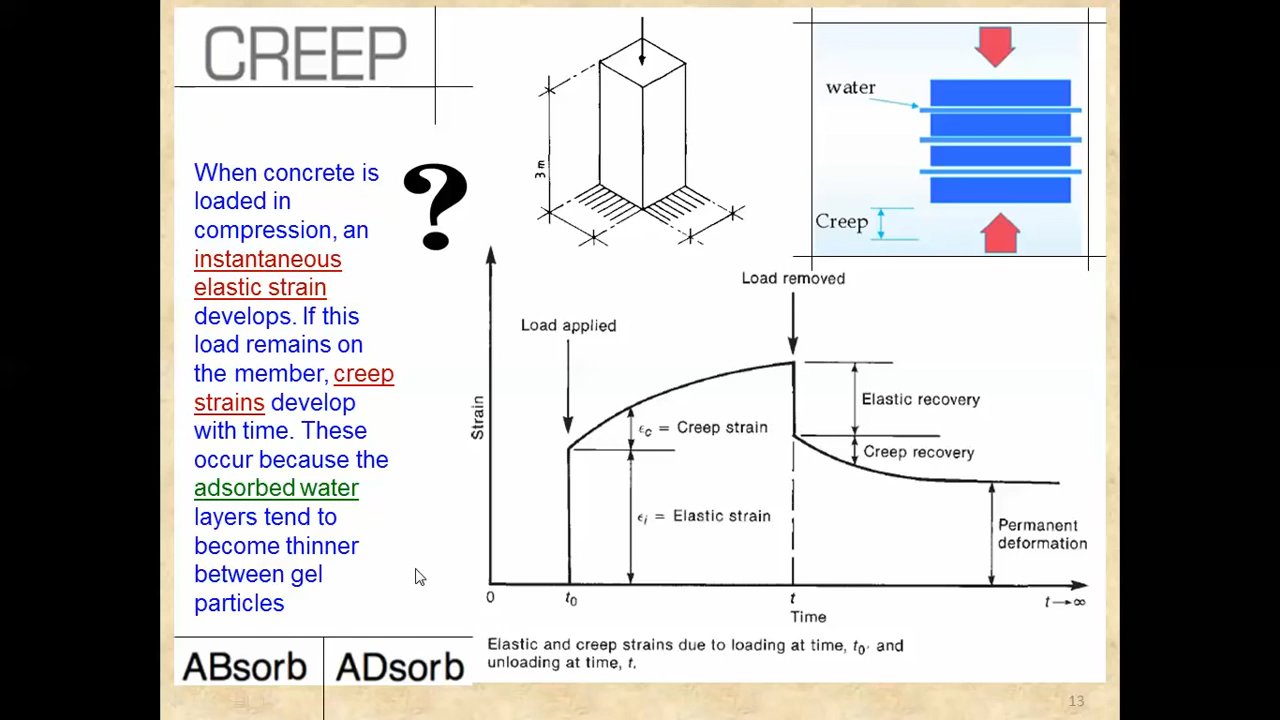 CREEP
When concrete is
loaded in
compression, an
instantaneous
elastic strain
develops. If this
load remains on
the member, creep
strains develop
with time. These
occur because the
adsorbed water
layers tend to
become thinner
between gel
particles
?
ABsorb
ADsorb
3 m
water
Creep
Load removed
Load applied
Strain
Elastic recovery
ϵc = Creep strain
Creep recovery
ϵi = Elastic strain
Permanent
deformation
0
t0
t
t→∞
Time
Elastic and creep strains due to loading at time, t0, and
unloading at time, t.
13